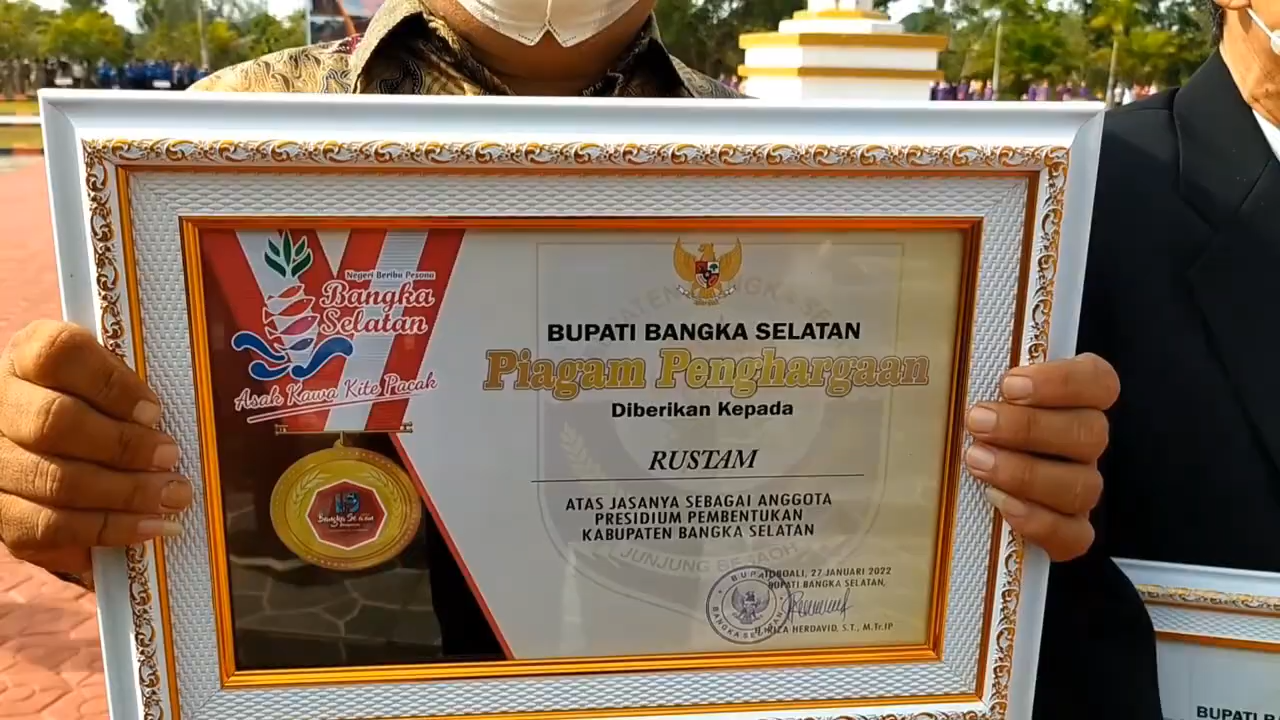 Negeri Beribu Pesona
Bangka
Selatan
Asak Kawa Kite Pacak
BUPATI BANGKA SELATAN
Piagam Penghargaan
Diberikan Kepada
RUSTAM
ATAS JASANYA SEBAGAI ANGGOTA
PRESIDIUM PEMBENTUKAN
KABUPATEN BANGKA SELATAN
JUNJUNG BESAOH
TOBOALI, 27 JANUARI 2022
BUPATI BANGKA SELATAN,
RIZA HERDAVID, S.T., M.Tr.IP
BUPATI
BANGKA SELATAN
BUPATI